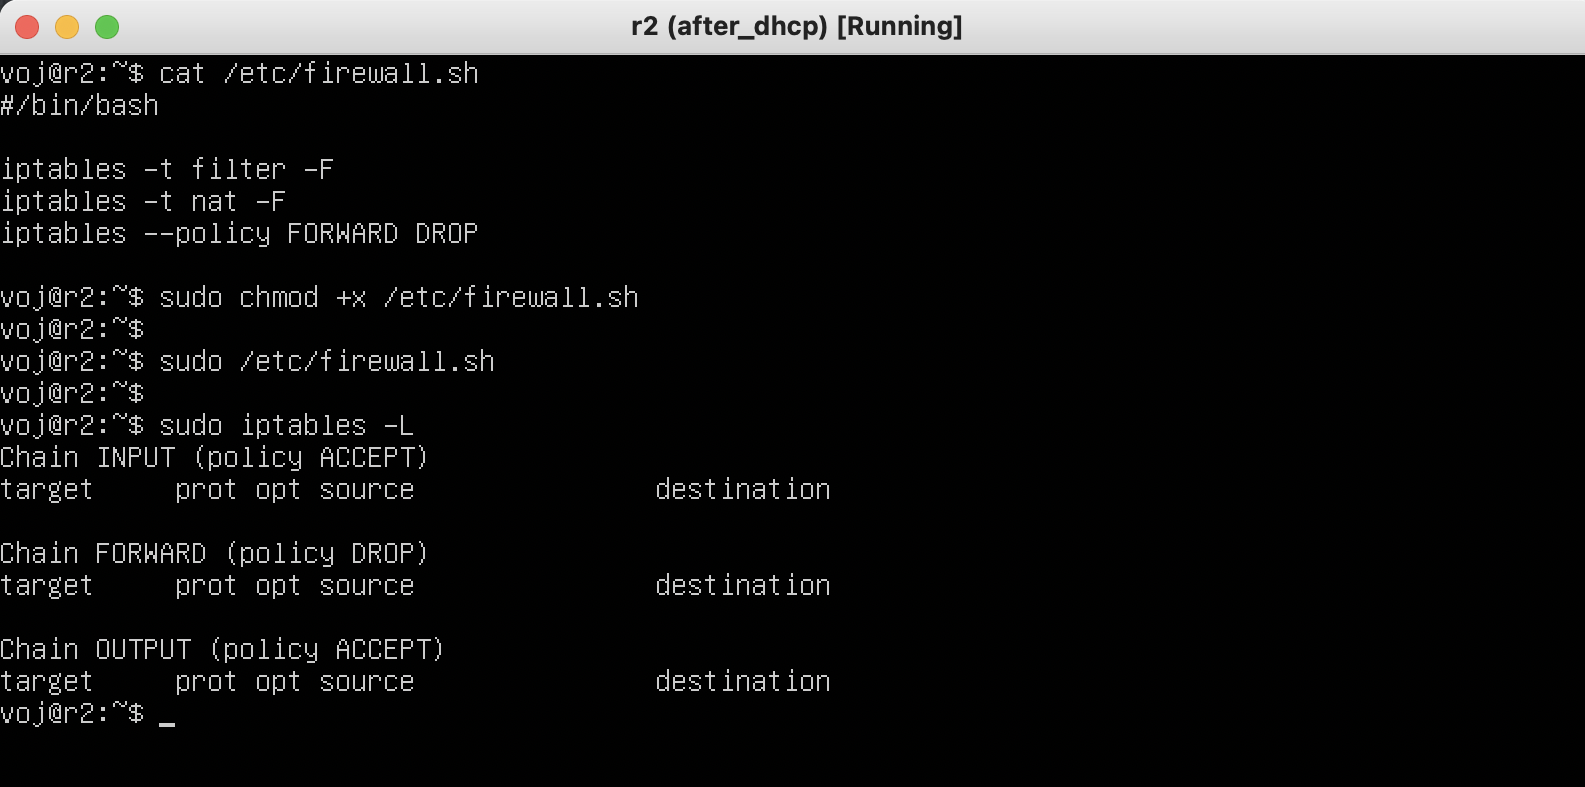 r2 (after_dhcp) [Running]
voj@r2:~$ cat /etc/firewall.sh
#/bin/bash
iptables -t filter -F
iptables -t nat -F
iptables --policy FORWARD DROP
voj@r2:~$ sudo chmod +x /etc/firewall.sh
voj@r2:~$
voj@r2:~$ sudo /etc/firewall.sh
voj@r2:~$
voj@r2:~$ sudo iptables -L
Chain INPUT (policy ACCEPT)
target     prot opt source               destination
Chain FORWARD (policy DROP)
target     prot opt source               destination
Chain OUTPUT (policy ACCEPT)
target     prot opt source               destination
voj@r2:~$ _